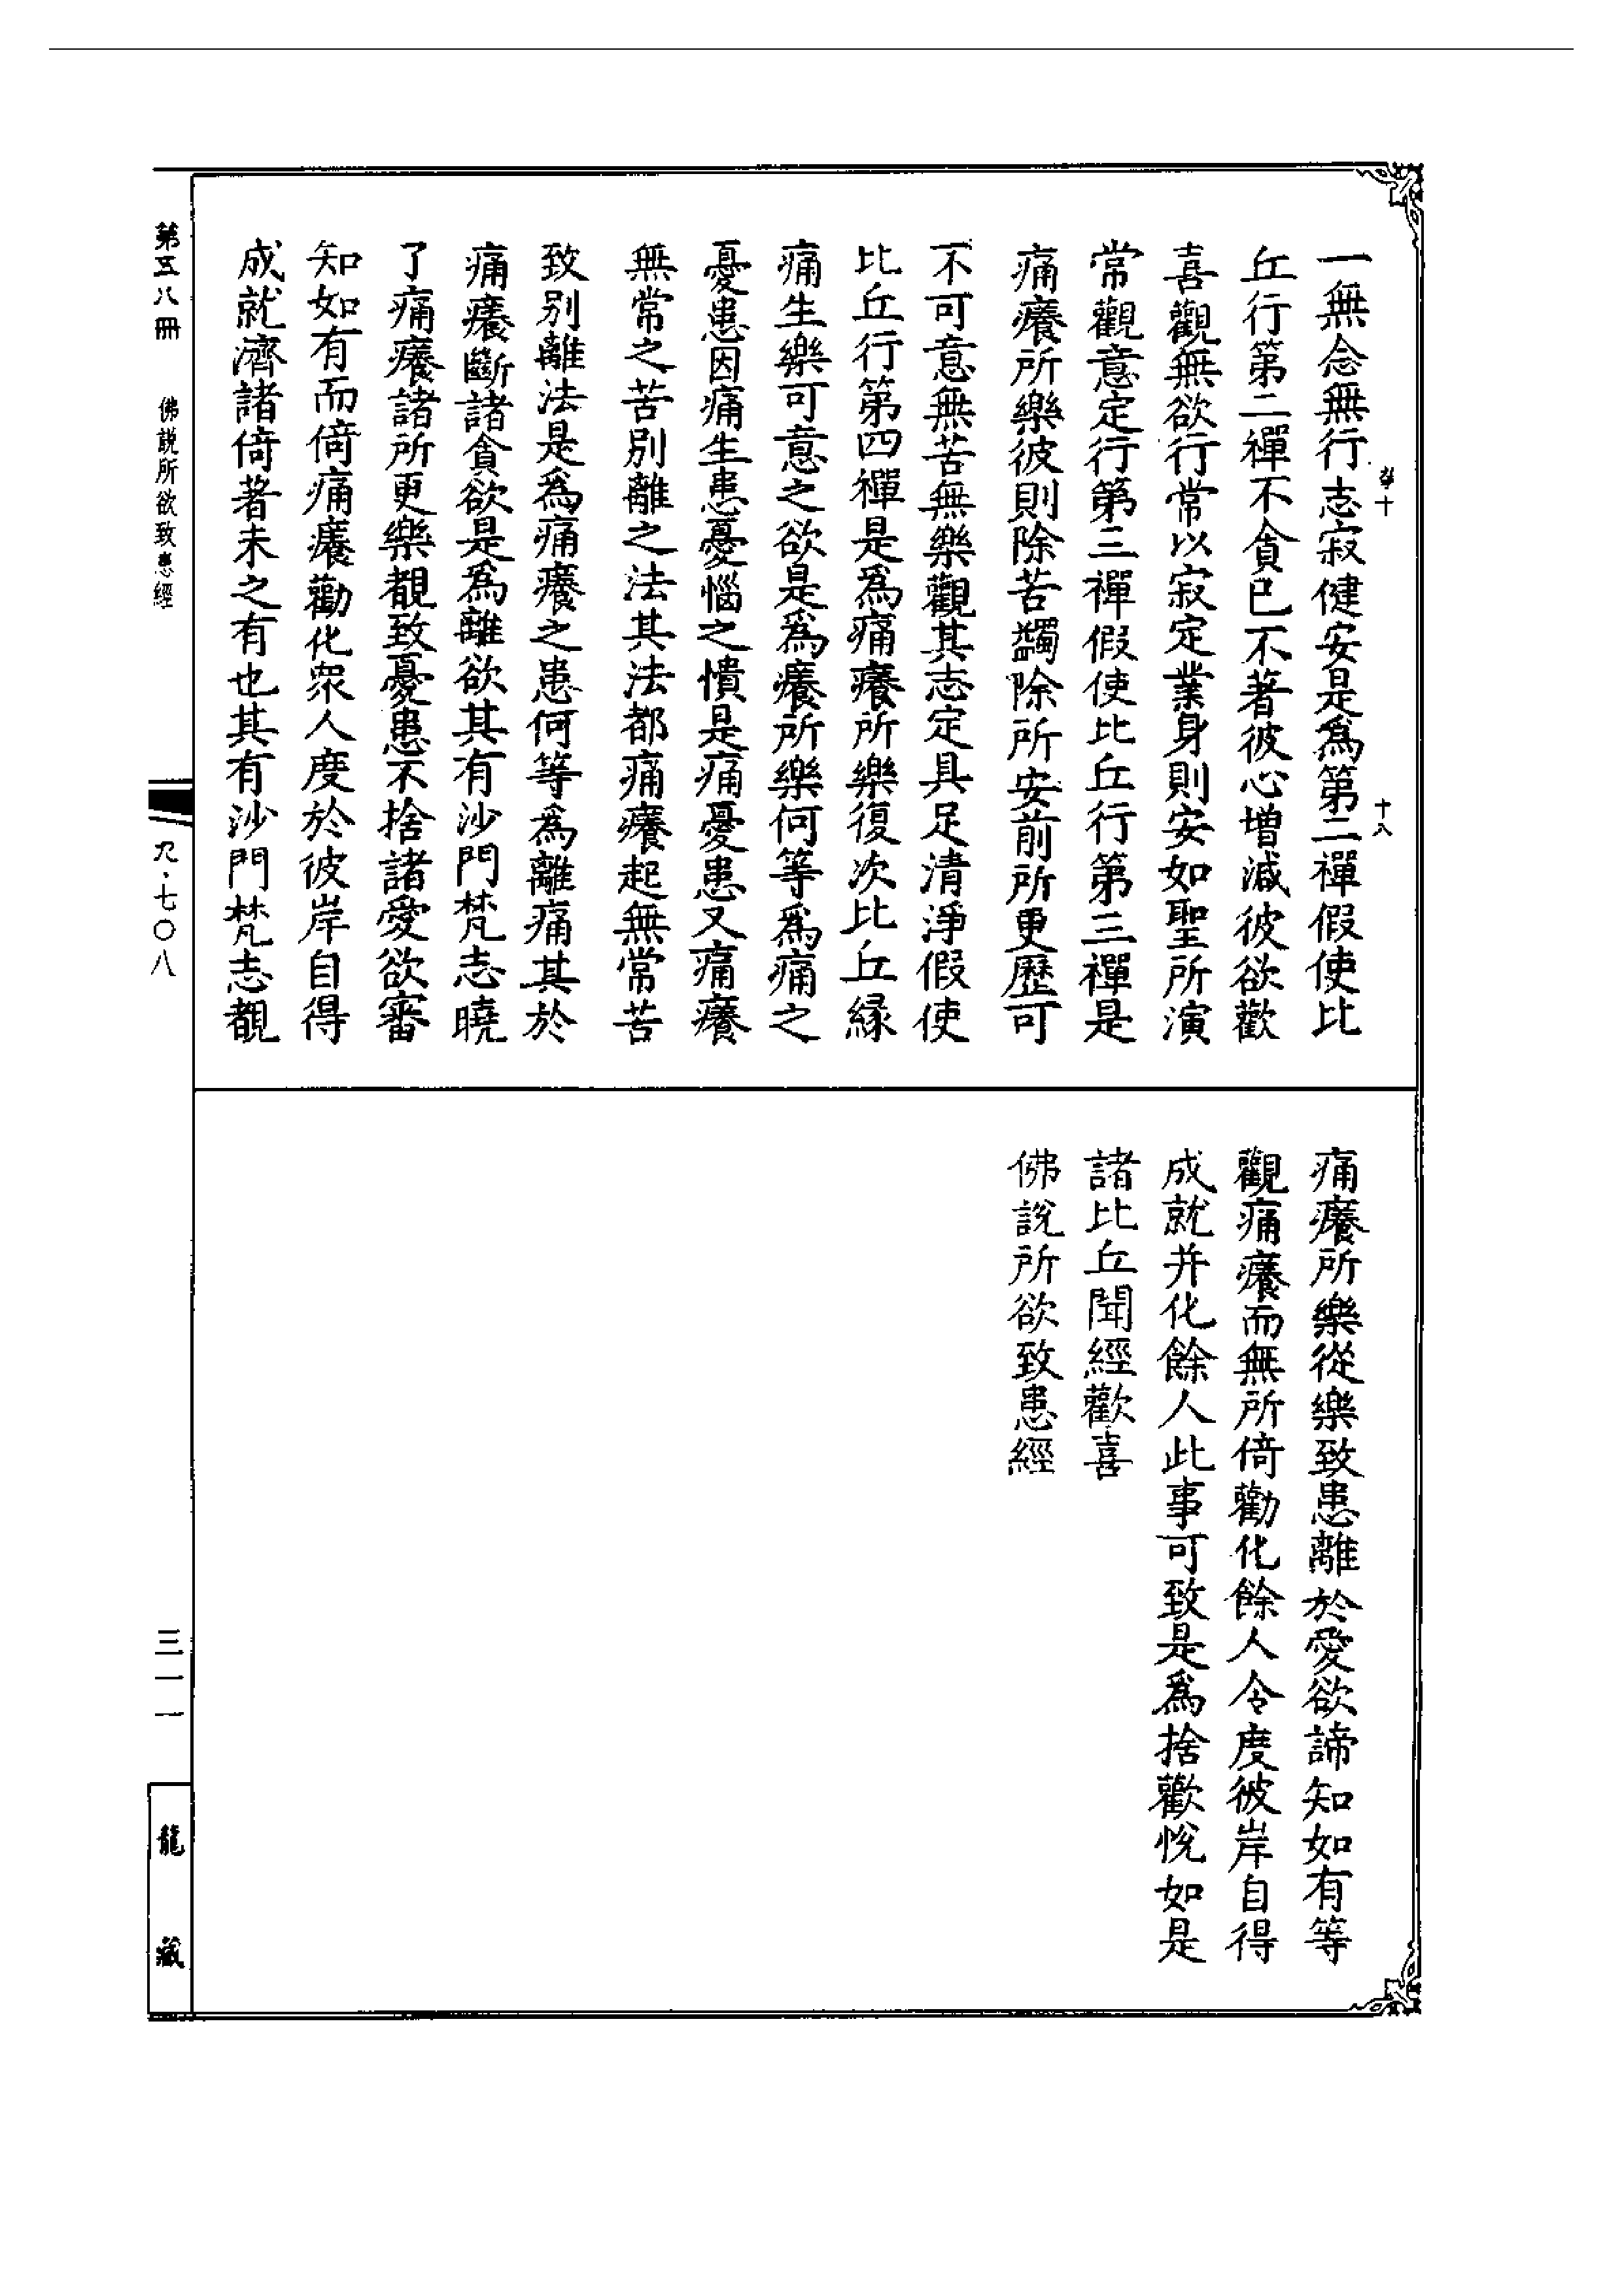 一無念無行志寂健安是爲第二禪假使比
丘行第二禪不貪已不著彼心增減彼欲歡
喜觀無欲行常以寂定業身則安如聖所演
常觀意定行第三禪假使比丘行第三禪是
痛癢所樂彼則除苦蠲除所安前所更歷可
不可意無苦無樂觀其志定具足清淨假使
比丘行第四禪是爲痛癢所樂復次比丘緣
痛生樂可意之欲是爲癢所樂何等爲痛之
憂患因痛生患憂惱之憒是痛憂患又痛癢
無常之苦別離之法其法都痛癢起無常苦
致別離法是爲痛癢之患何等爲離痛其於
痛癢斷諸貪欲是爲離欲其有沙門梵志曉
了痛癢諸所更樂覩致憂患不捨諸愛欲審
知如有而倚痛癢勸化衆人度於彼岸自得
成就濟諸倚著未之有也其有沙門梵志覩
痛癢所樂從樂致患離於愛欲諦知如有等
觀痛癢而無所倚勸化餘人令度彼岸自得
成就并化餘人此事可致是爲捨歡悅如是
諸比丘聞經歡喜
佛說所欲致患經
十
十八
第五八冊
佛說所欲致患經
九·七〇八
三一一
龍藏